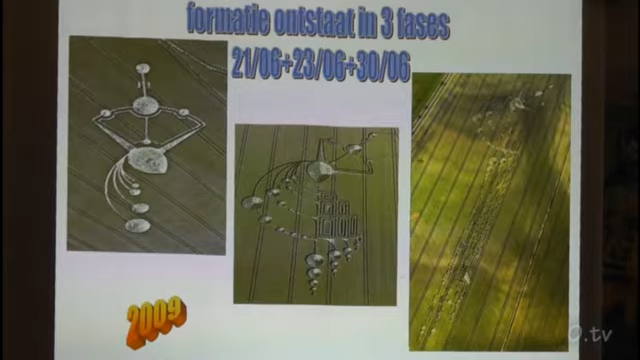 formatie ontstaat in 3 fases
21/06+23/06+30/06
2009